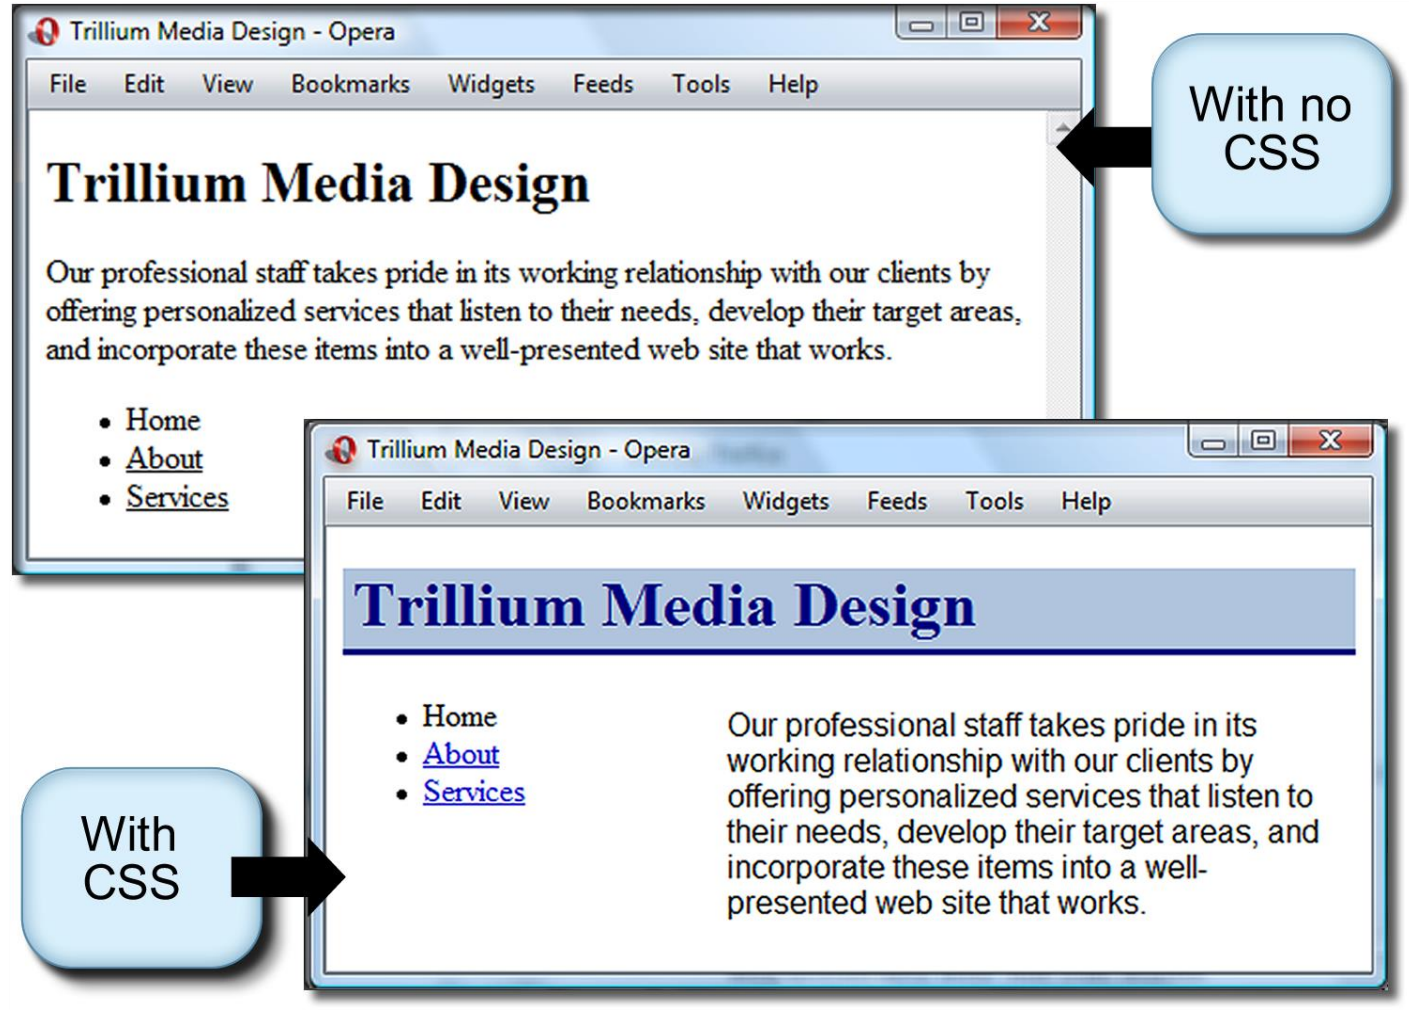 Trillium Media Design - Opera
File Edit View Bookmarks Widgets Feeds Tools Help
With no
CSS
Trillium Media Design
Our professional staff takes pride in its working relationship with our clients by
offering personalized services that listen to their needs, develop their target areas,
and incorporate these items into a well-presented web site that works.
• Home
• About
• Services
Trillium Media Design - Opera
File Edit View Bookmarks Widgets Feeds Tools Help
Trillium Media Design
• Home
• About
• Services
Our professional staff takes pride in its
working relationship with our clients by
offering personalized services that listen to
their needs, develop their target areas, and
incorporate these items into a well-
presented web site that works.
With
CSS